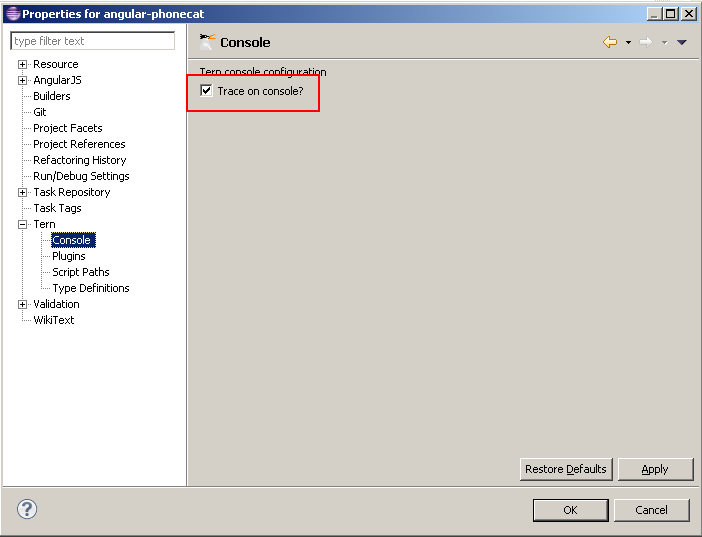 Properties for angular-phonecat
type filter text
Resource
AngularJS
Builders
Git
Project Facets
Project References
Refactoring History
Run/Debug Settings
Task Repository
Task Tags
Tern
Console
Plugins
Script Paths
Type Definitions
Validation
WikiText
Console
Tern console configuration
Trace on console?
Restore Defaults
Apply
?
OK
Cancel